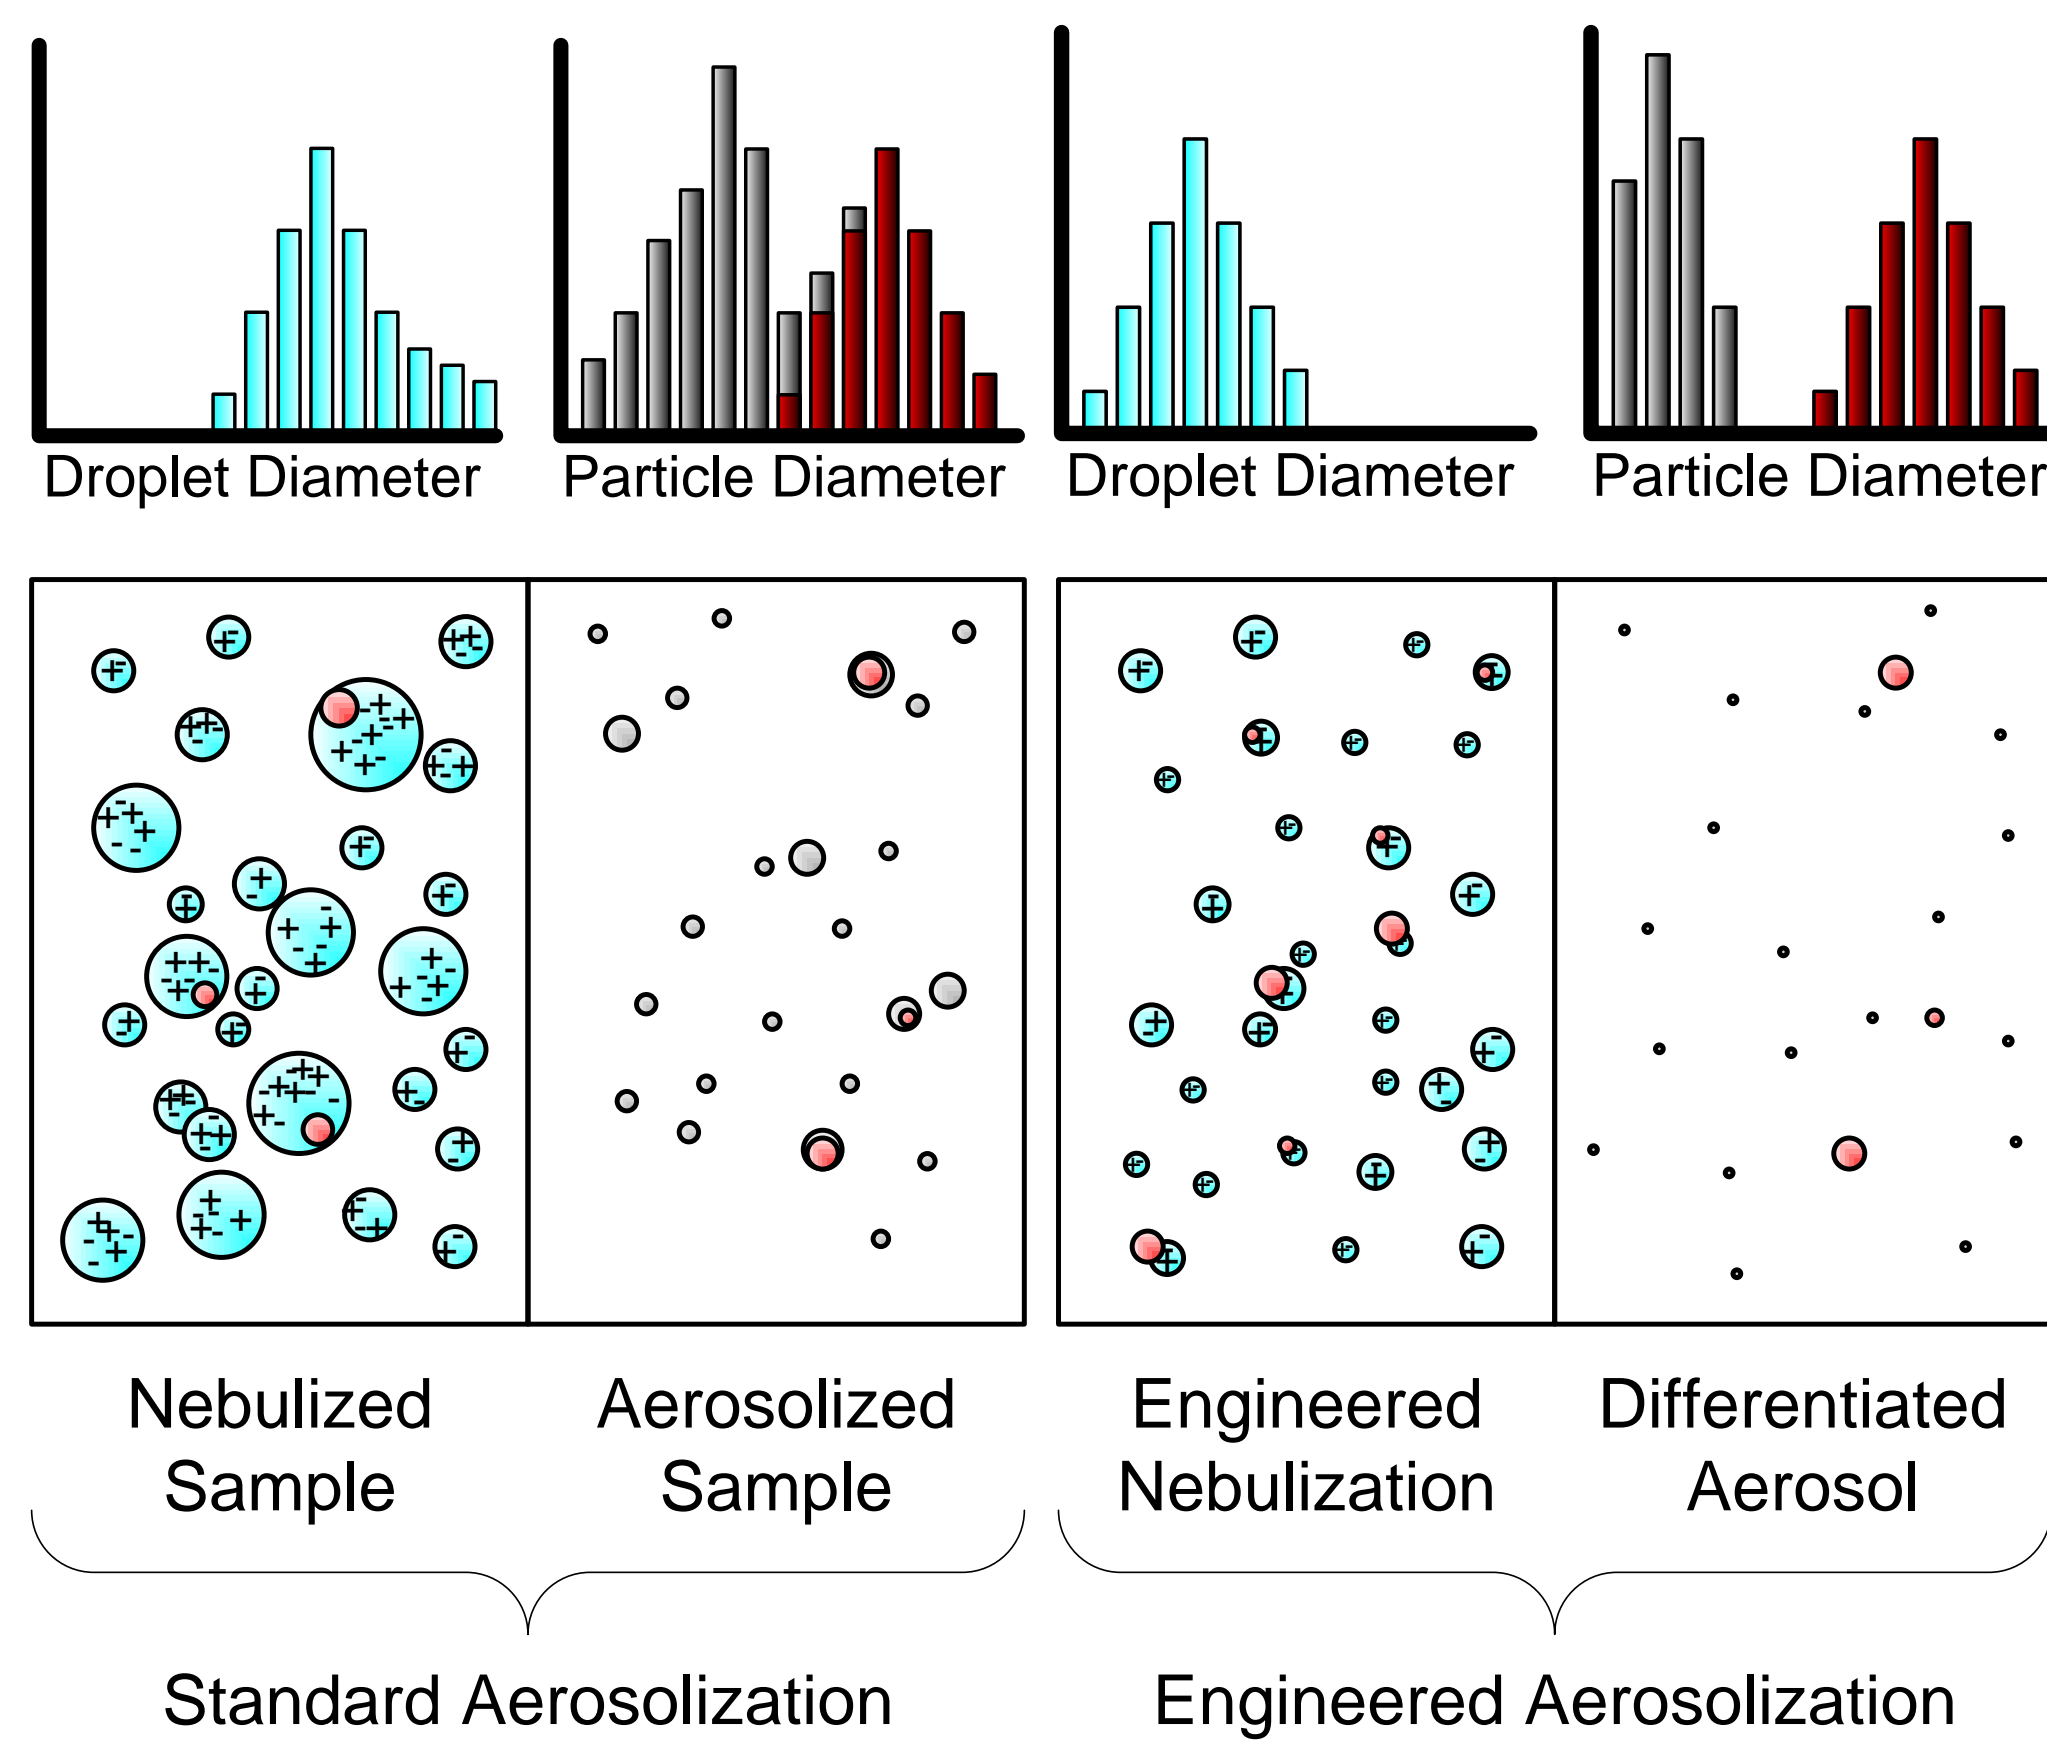 Droplet Diameter
Particle Diameter
Droplet Diameter
Particle Diameter
Nebulized
Sample
Aerosolized
Sample
Engineered
Nebulization
Differentiated
Aerosol
Standard Aerosolization
Engineered Aerosolization